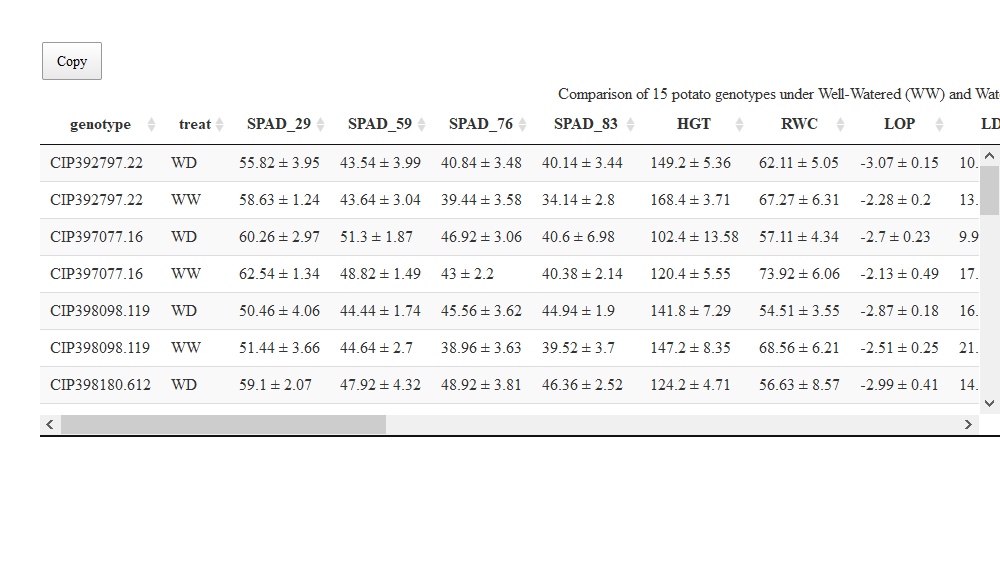 Copy
Comparison of 15 potato genotypes under Well-Watered (WW) and
genotype treat SPAD_29 SPAD_59 SPAD_76 SPAD_83 HGT RWC LOP
CIP392797.22 WD 55.82 ± 3.95 43.54 ± 3.99 40.84 ± 3.48 40.14 ± 3.44 149.2 ± 5.36 62.11 ± 5.05 -3.07 ± 0.15 10.
CIP392797.22 WW 58.63 ± 1.24 43.64 ± 3.04 39.44 ± 3.58 34.14 ± 2.8 168.4 ± 3.71 67.27 ± 6.31 -2.28 ± 0.2 13.
CIP397077.16 WD 60.26 ± 2.97 51.3 ± 1.87 46.92 ± 3.06 40.6 ± 6.98 102.4 ± 13.58 57.11 ± 4.34 -2.7 ± 0.23 9.9
CIP397077.16 WW 62.54 ± 1.34 48.82 ± 1.49 43 ± 2.2 40.38 ± 2.14 120.4 ± 5.55 73.92 ± 6.06 -2.13 ± 0.49 17.
CIP398098.119 WD 50.46 ± 4.06 44.44 ± 1.74 45.56 ± 3.62 44.94 ± 1.9 141.8 ± 7.29 54.51 ± 3.55 -2.87 ± 0.18 16.
CIP398098.119 WW 51.44 ± 3.66 44.64 ± 2.7 38.96 ± 3.63 39.52 ± 3.7 147.2 ± 8.35 68.56 ± 6.21 -2.51 ± 0.25 21.
CIP398180.612 WD 59.1 ± 2.07 47.92 ± 4.32 48.92 ± 3.81 46.36 ± 2.52 124.2 ± 4.71 56.63 ± 8.57 -2.99 ± 0.41 14.